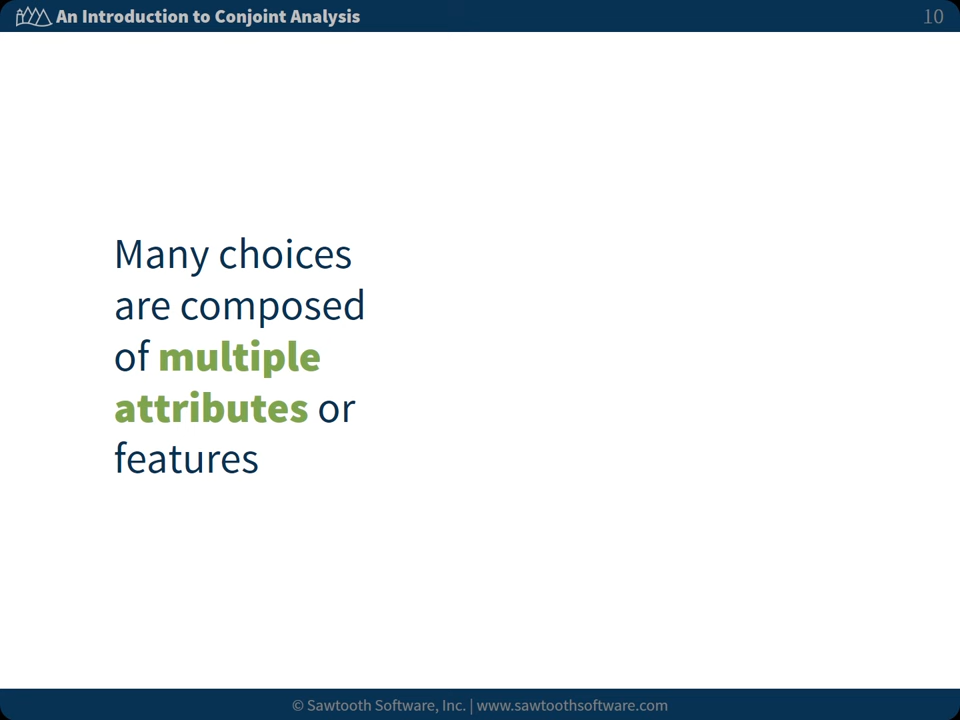 An Introduction to Conjoint Analysis
10
Many choices
are composed
of multiple
attributes or
features
© Sawtooth Software, Inc. | www.sawtoothsoftware.com